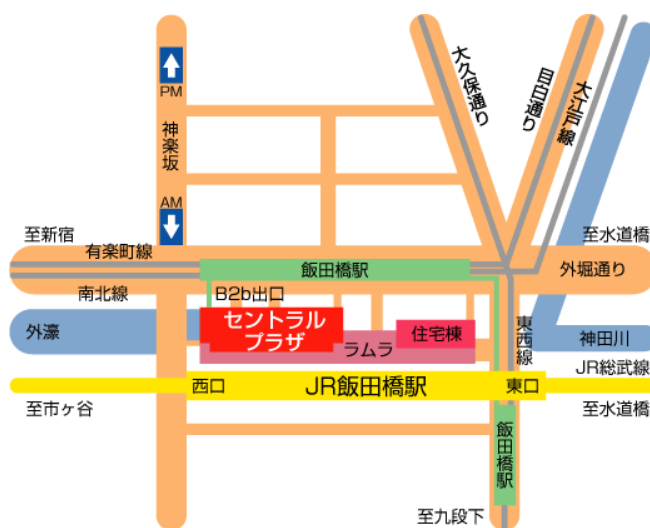 PM
神楽坂
AM
大久保通り
目白通り
大江戸線
至新宿
有楽町線
飯田橋駅
至水道橋
外堀通り
南北線
B2b出口
外濠
セントラル
プラザ
ラムラ
住宅棟
東西線
神田川
JR総武線
西口
JR飯田橋駅
東口
至市ヶ谷
至水道橋
飯田橋駅
至九段下